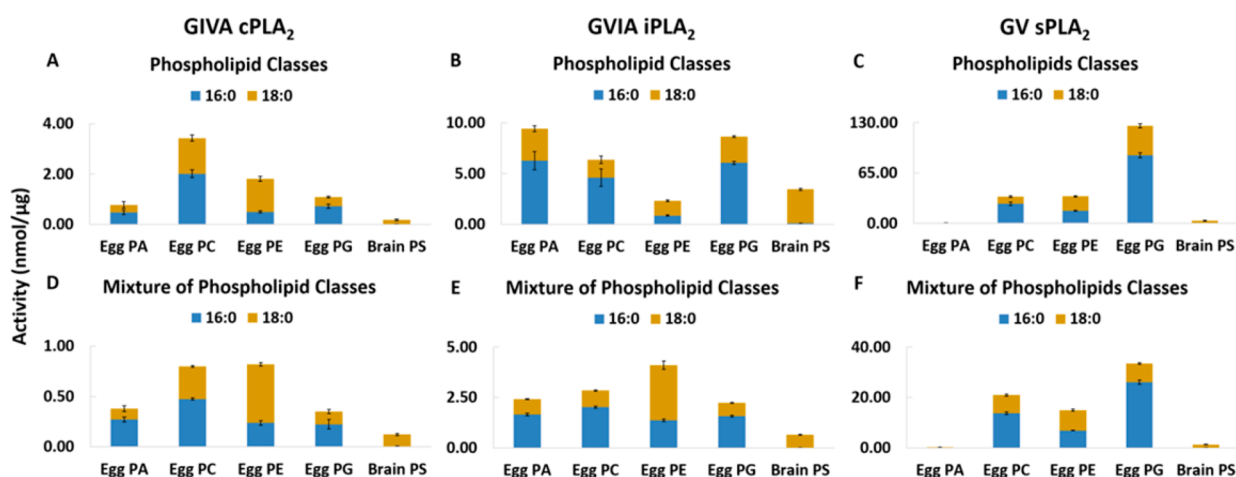 GIVA cPLA₂ GVIA iPLA₂ GV sPLA₂
A Phospholipid Classes B Phospholipid Classes C Phospholipids Classes
16:0 18:0 16:0 18:0 16:0 18:0
4.00 10.00 130.00
2.00 5.00 65.00
0.00 0.00 0.00
Egg PA Egg PC Egg PE Egg PG Brain PS Egg PA Egg PC Egg PE Egg PG Brain PS Egg PA Egg PC Egg PE Egg PG Brain PS
D Mixture of Phospholipid Classes E Mixture of Phospholipid Classes F Mixture of Phospholipids Classes
16:0 18:0 16:0 18:0 16:0 18:0
1.00 5.00 40.00
0.50 2.50 20.00
0.00 0.00 0.00
Egg PA Egg PC Egg PE Egg PG Brain PS Egg PA Egg PC Egg PE Egg PG Brain PS Egg PA Egg PC Egg PE Egg PG Brain PS
Activity (nmol/μg)